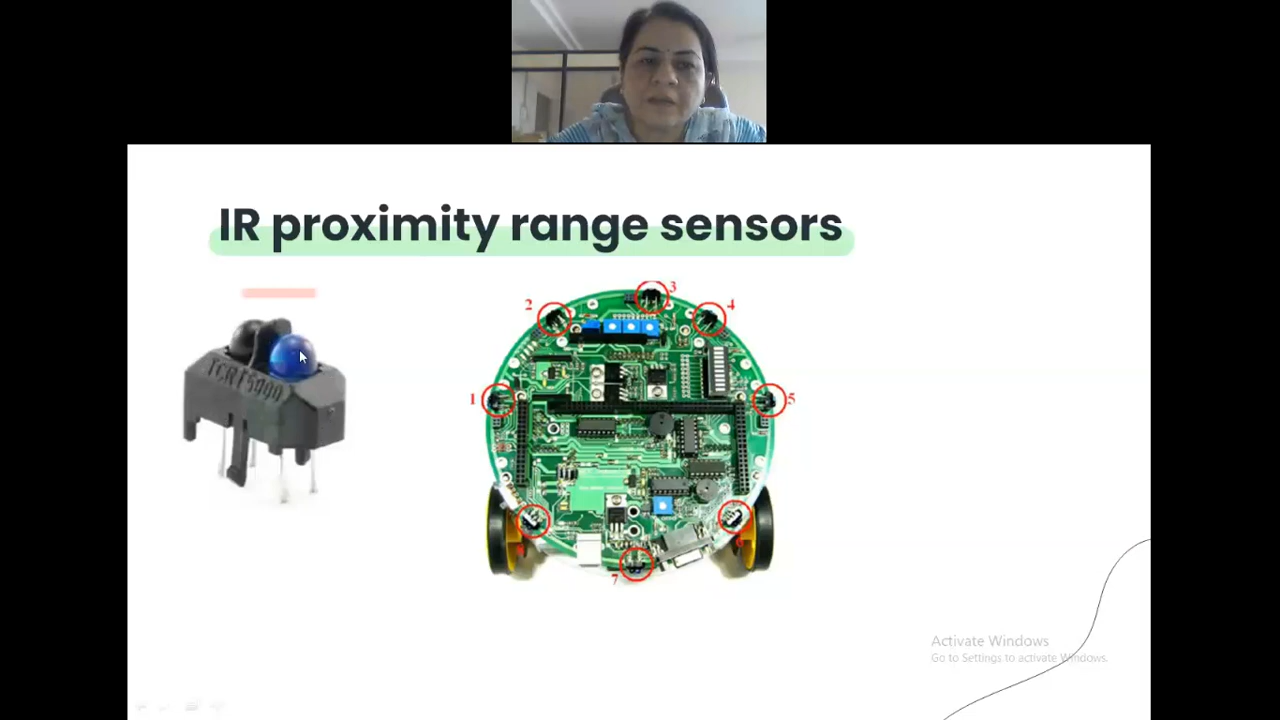 IR proximity range sensors
TCRT5000
2
3
4
1
5
6
7
Activate Windows
Go to Settings to activate Windows.